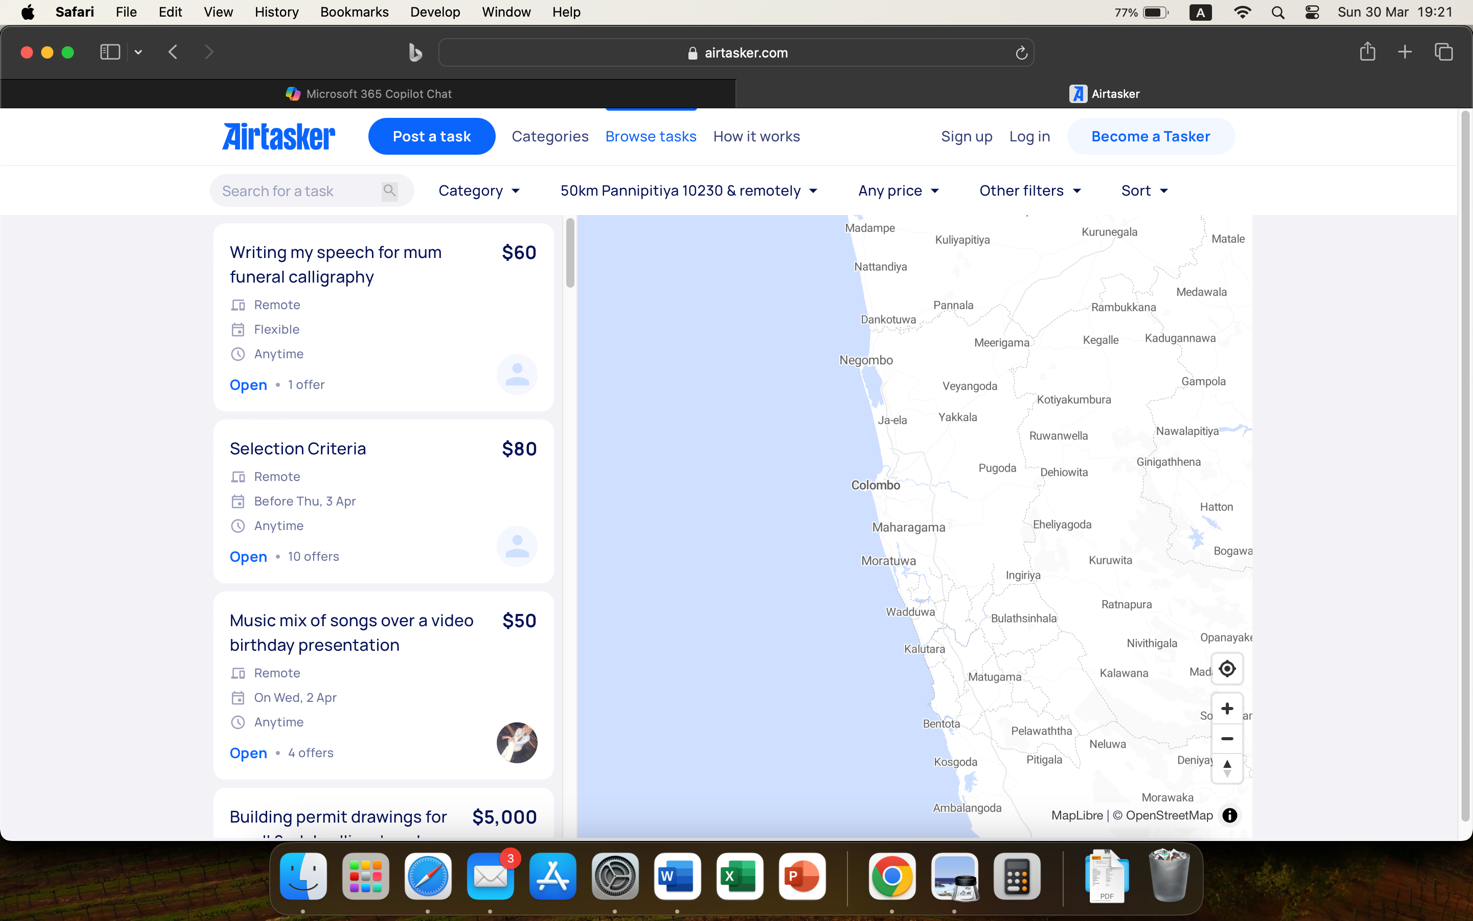 Safari File Edit View History Bookmarks Develop Window Help 77% A Sun 30 Mar 19:21
airtasker.com
Microsoft 365 Copilot Chat
Airtasker
Airtasker Post a task Categories Browse tasks How it works Sign up Log in Become a Tasker
Search for a task Category 50km Pannipitiya 10230 & remotely Any price Other filters Sort
Writing my speech for mum funeral calligraphy
$60
Remote
Flexible
Anytime
Open • 1 offer
Selection Criteria
$80
Remote
Before Thu, 3 Apr
Anytime
Open • 10 offers
Music mix of songs over a video
birthday presentation
$50
Remote
On Wed, 2 Apr
Anytime
Open • 4 offers
Building permit drawings for
$5,000
Madampe
Kuliyapitiya
Kurunegala
Matale
Nattandiya
Medawala
Pannala
Rambukkana
Dankotuwa
Meerigama
Kegalle
Kadugannawa
Negombo
Veyangoda
Gampola
Kotiyakumbura
Ja-ela
Yakkala
Ruwanwella
Nawalapitiya
Pugoda
Dehiowita
Ginigathhena
Colombo
Hatton
Maharagama
Eheliyagoda
Bogawa
Moratuwa
Kuruwita
Ingiriya
Ratnapura
Wadduwa
Bulathsinhala
Opanayake
Nivithigala
Kalutara
Matugama
Kalawana
Mad
So
ar
Bentota
Pelawaththa
Neluwa
Kosgoda
Pitigala
Deniyay
Morawaka
Ambalangoda
MapLibre | © OpenStreetMap
3
W
X
P
PDF